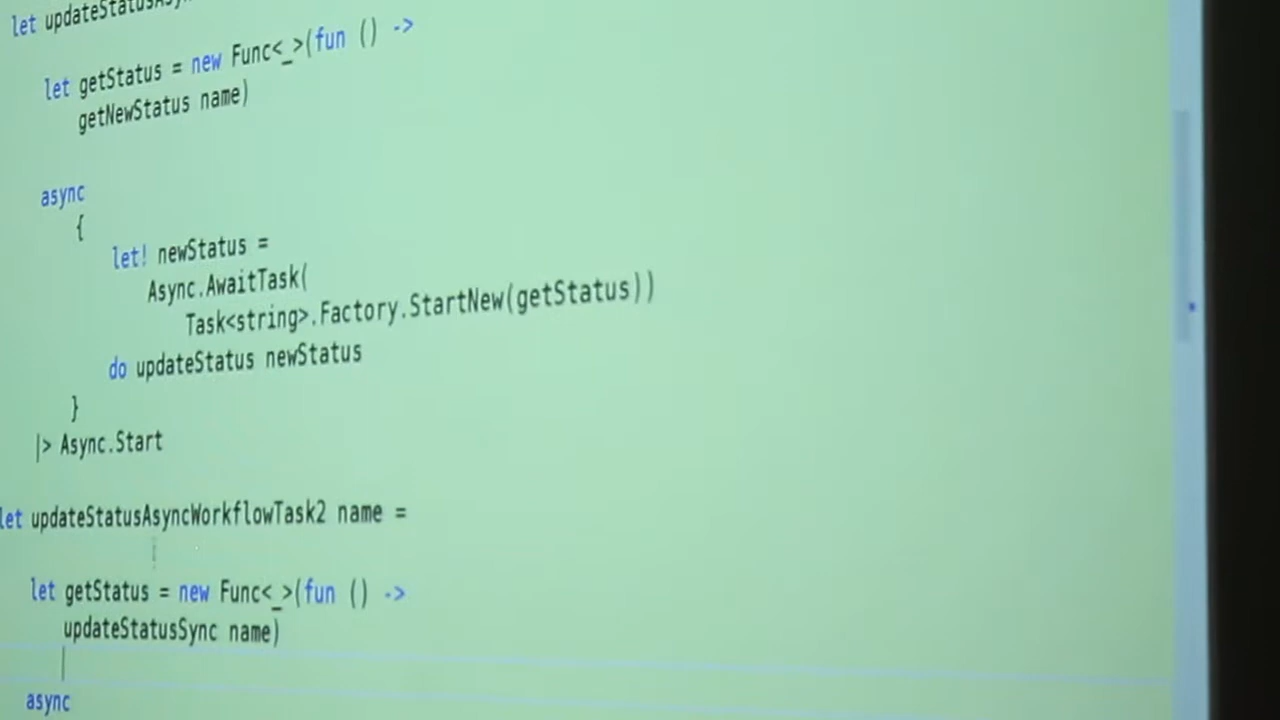 let
let getStatus = new Func<_>(fun () ->
getNewStatus name)
async
{
let! newStatus =
Async.AwaitTask(
Task<string>.Factory.StartNew(getStatus))
do updateStatus newStatus
}
|> Async.Start
let updateStatusAsyncWorkflowTask2 name =
let getStatus = new Func<_>(fun () ->
updateStatusSync name)
async